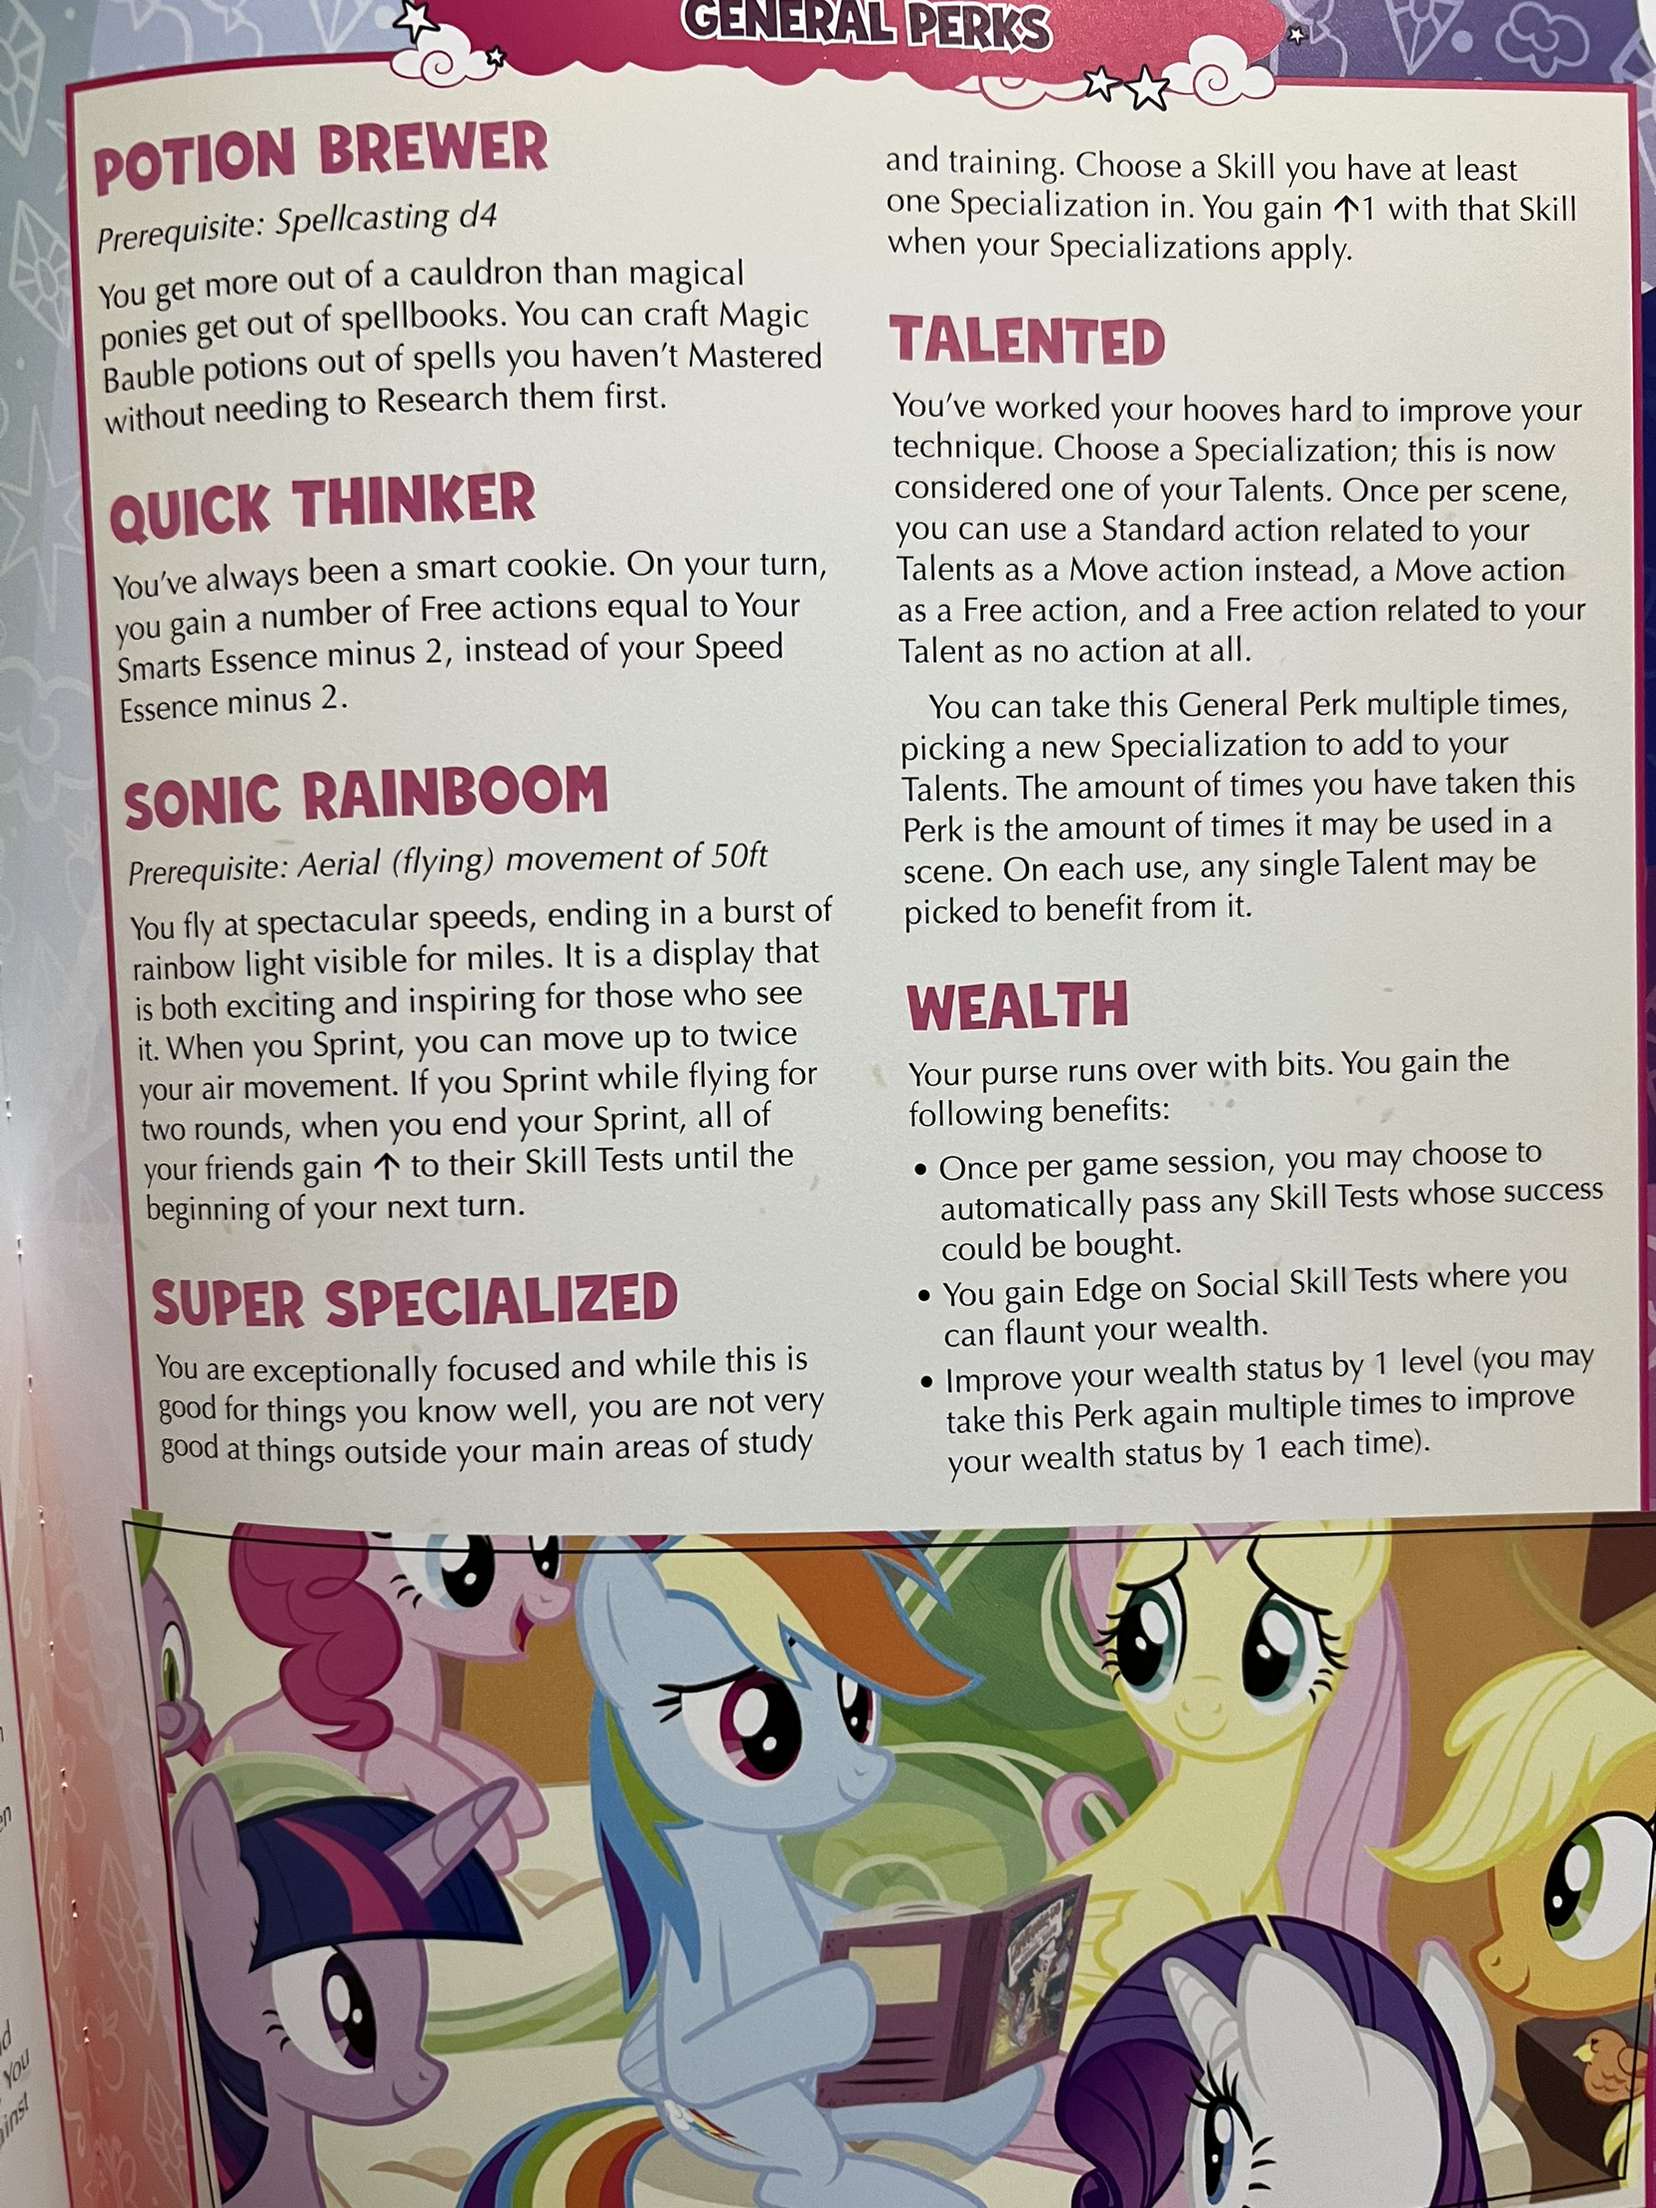 GENERAL PERKS
POTION BREWER
Prerequisite: Spellcasting d4
You get more out of a cauldron than magical
ponies get out of spellbooks. You can craft Magic
Bauble potions out of spells you haven't Mastered
without needing to Research them first.
QUICK THINKER
You've always been a smart cookie. On your turn,
you gain a number of Free actions equal to Your
Smarts Essence minus 2, instead of your Speed
Essence minus 2.
SONIC RAINBOOM
Prerequisite: Aerial (flying) movement of 50ft
You fly at spectacular speeds, ending in a burst of
rainbow light visible for miles. It is a display that
is both exciting and inspiring for those who see
it. When you Sprint, you can move up to twice
your air movement. If you Sprint while flying for
two rounds, when you end your Sprint, all of
your friends gain ↑ to their Skill Tests until the
beginning of your next turn.
SUPER SPECIALIZED
You are exceptionally focused and while this is
good for things you know well, you are not very
good at things outside your main areas of study
and training. Choose a Skill you have at least
one Specialization in. You gain ↑1 with that Skill
when your Specializations apply.
TALENTED
You've worked your hooves hard to improve your
technique. Choose a Specialization; this is now
considered one of your Talents. Once per scene,
you can use a Standard action related to your
Talents as a Move action instead, a Move action
as a Free action, and a Free action related to your
Talent as no action at all.
You can take this General Perk multiple times,
picking a new Specialization to add to your
Talents. The amount of times you have taken this
Perk is the amount of times it may be used in a
scene. On each use, any single Talent may be
picked to benefit from it.
WEALTH
Your purse runs over with bits. You gain the
following benefits:
• Once per game session, you may choose to
automatically pass any Skill Tests whose success
could be bought.
• You gain Edge on Social Skill Tests where you
can flaunt your wealth.
• Improve your wealth status by 1 level (you may
take this Perk again multiple times to improve
your wealth status by 1 each time).
You